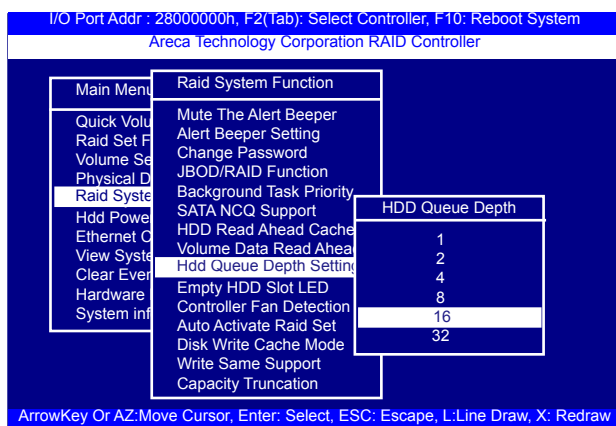 I/O Port Addr : 28000000h, F2(Tab): Select Controller, F10: Reboot System
Areca Technology Corporation RAID Controller
Main Menu
Quick Volu
Raid Set F
Volume Se
Physical D
Raid Syste
Hdd Powe
Ethernet C
View Syste
Clear Even
Hardware
System inf
Raid System Function
Mute The Alert Beeper
Alert Beeper Setting
Change Password
JBOD/RAID Function
Background Task Priority
SATA NCQ Support
HDD Read Ahead Cache
Volume Data Read Ahea
Hdd Queue Depth Setting
Empty HDD Slot LED
Controller Fan Detection
Auto Activate Raid Set
Disk Write Cache Mode
Write Same Support
Capacity Truncation
HDD Queue Depth
1
2
4
8
16
32
ArrowKey Or AZ:Move Cursor, Enter: Select, ESC: Escape, L:Line Draw, X: Redraw